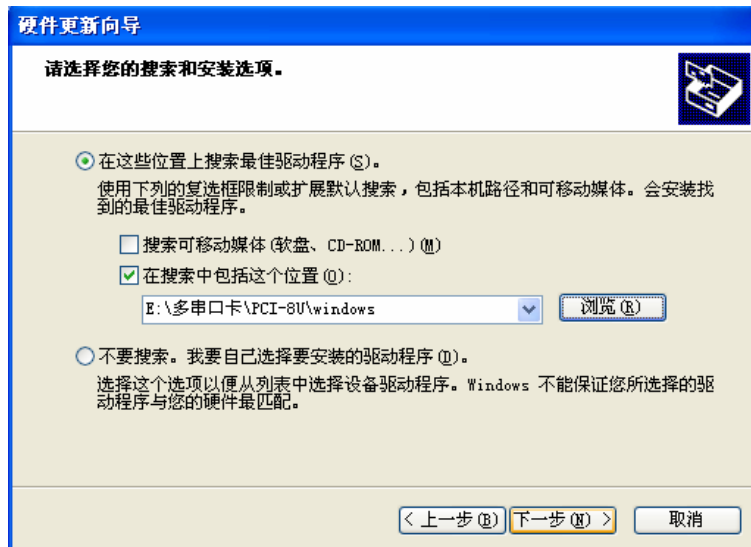 硬件更新向导
请选择您的搜索和安装选项。
在这些位置上搜索最佳驱动程序(S)。
使用下列的复选框限制或扩展默认搜索，包括本机路径和可移动媒体。会安装找
到的最佳驱动程序。
搜索可移动媒体(软盘、CD-ROM...)(M)
在搜索中包括这个位置(O):
E:\多串口卡\PCI-8U\windows
浏览(R)
不要搜索。我要自己选择要安装的驱动程序(D)。
选择这个选项以便从列表中选择设备驱动程序。Windows 不能保证您所选择的驱
动程序与您的硬件最匹配。
< 上一步(B) 下一步(N) > 取消